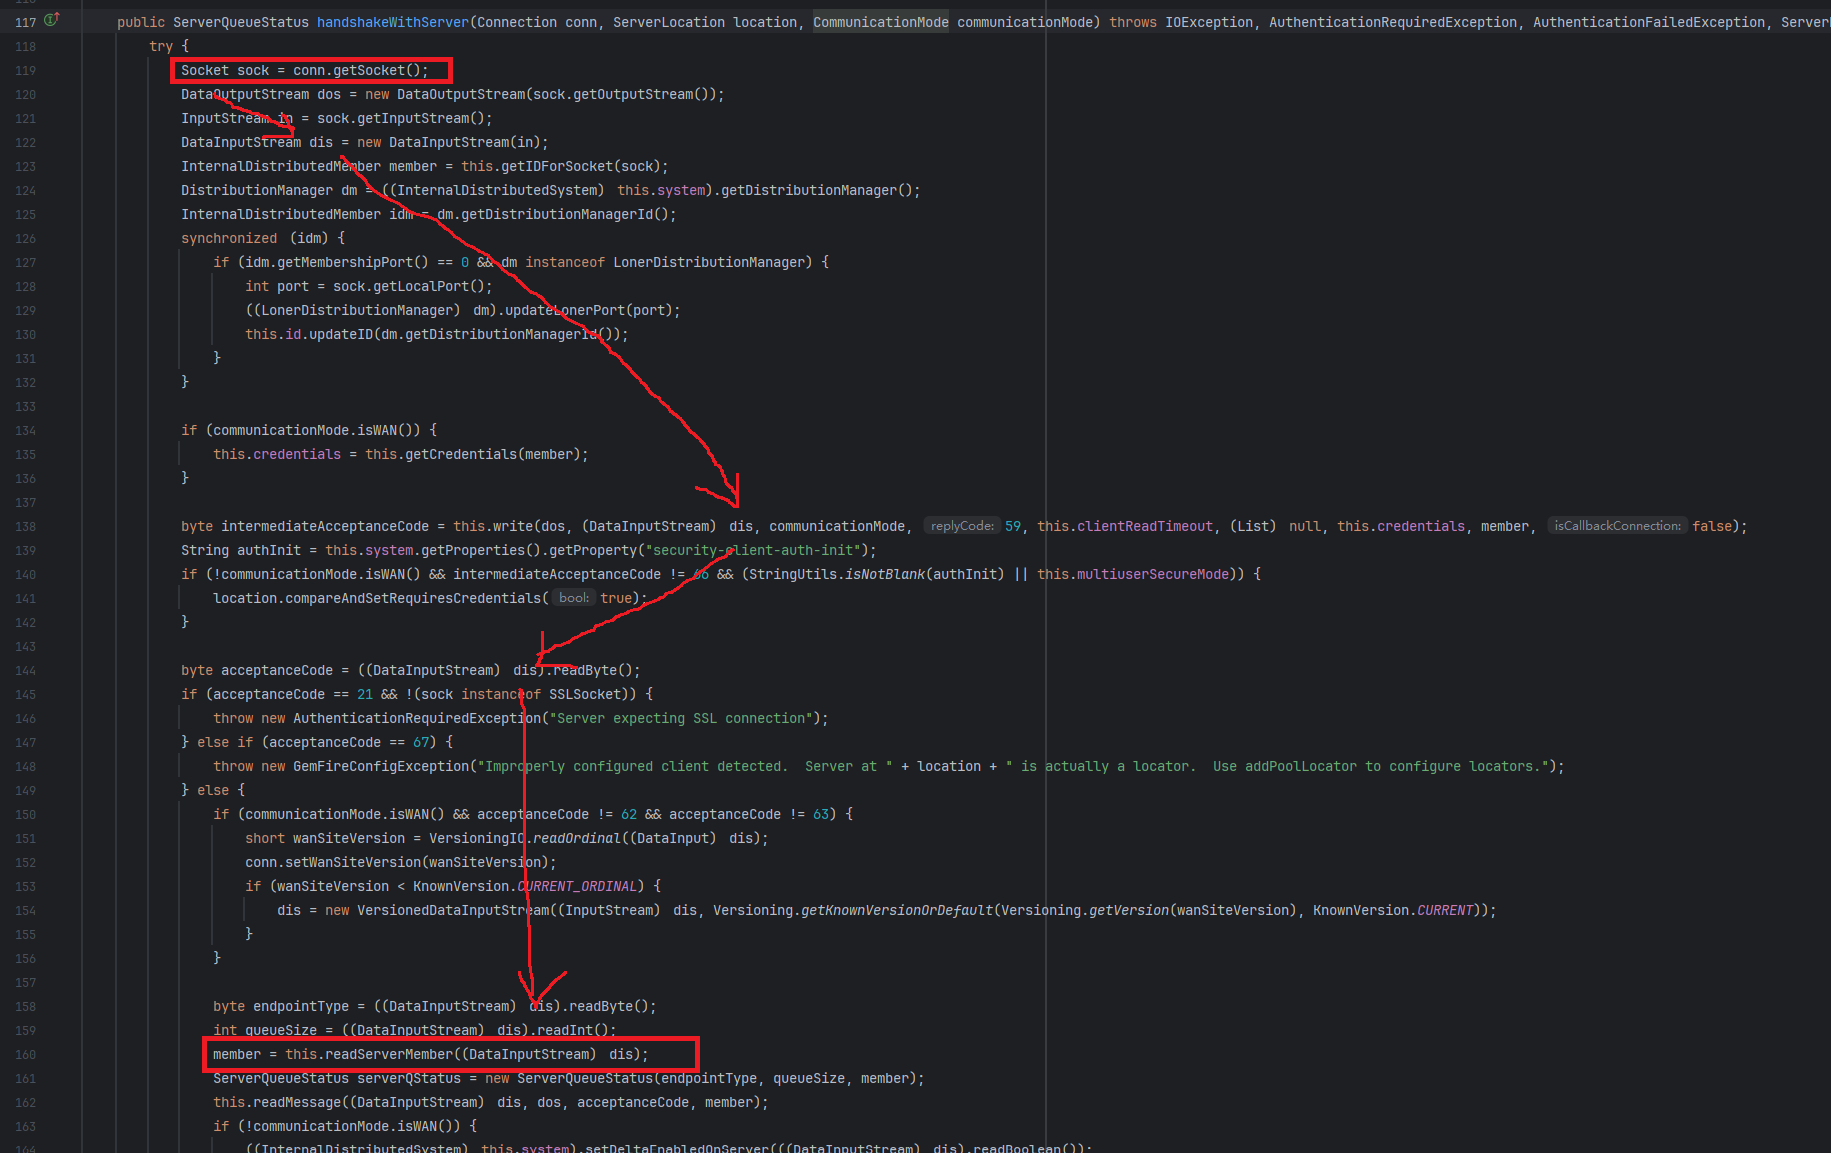 117 public ServerQueueStatus handshakeWithServer(Connection conn, ServerLocation location, CommunicationMode communicationMode) throws IOException, AuthenticationRequiredException, AuthenticationFailedException, Server
118 try {
119 Socket sock = conn.getSocket();
120 DataOutputStream dos = new DataOutputStream(sock.getOutputStream());
121 InputStream in = sock.getInputStream();
122 DataInputStream dis = new DataInputStream(in);
123 InternalDistributedMember member = this.getIDForSocket(sock);
124 DistributionManager dm = ((InternalDistributedSystem) this.system).getDistributionManager();
125 InternalDistributedMember idm = dm.getDistributionManagerId();
126 synchronized (idm) {
127 if (idm.getMembershipPort() == 0 && dm instanceof LonerDistributionManager) {
128 int port = sock.getLocalPort();
129 ((LonerDistributionManager) dm).updateLonerPort(port);
130 this.id.updateID(dm.getDistributionManagerId());
131 }
132 }
133
134 if (communicationMode.isWAN()) {
135 this.credentials = this.getCredentials(member);
136 }
137
138 byte intermediateAcceptanceCode = this.write(dos, (DataInputStream) dis, communicationMode, replyCode: 59, this.clientReadTimeout, (List) null, this.credentials, member, isCallbackConnection: false);
139 String authInit = this.system.getProperties().getProperty("security-client-auth-init");
140 if (!communicationMode.isWAN() && intermediateAcceptanceCode != 66 && (StringUtils.isNotBlank(authInit) || this.multiuserSecureMode)) {
141 location.compareAndSetRequiresCredentials( bool: true);
142 }
143
144 byte acceptanceCode = ((DataInputStream) dis).readByte();
145 if (acceptanceCode == 21 && !(sock instanceof SSLSocket)) {
146 throw new AuthenticationRequiredException("Server expecting SSL connection");
147 } else if (acceptanceCode == 67) {
148 throw new GemFireConfigException("Improperly configured client detected.  Server at " + location + " is actually a locator.  Use addPoolLocator to configure locators.");
149 } else {
150 if (communicationMode.isWAN() && acceptanceCode != 62 && acceptanceCode != 63) {
151 short wanSiteVersion = VersioningIO.readOrdinal((DataInput) dis);
152 conn.setWanSiteVersion(wanSiteVersion);
153 if (wanSiteVersion < KnownVersion.CURRENT_ORDINAL) {
154 dis = new VersionedDataInputStream((InputStream) dis, Versioning.getKnownVersionOrDefault(Versioning.getVersion(wanSiteVersion), KnownVersion.CURRENT));
155 }
156 }
157
158 byte endpointType = ((DataInputStream) dis).readByte();
159 int queueSize = ((DataInputStream) dis).readInt();
160 member = this.readServerMember((DataInputStream) dis);
161 ServerQueueStatus serverQStatus = new ServerQueueStatus(endpointType, queueSize, member);
162 this.readMessage((DataInputStream) dis, dos, acceptanceCode, member);
163 if (!communicationMode.isWAN()) {
164 ((InternalDistributedSystem) this.system).setDeltaEnabledOnServer(((DataInputStream) dis).readBoolean());